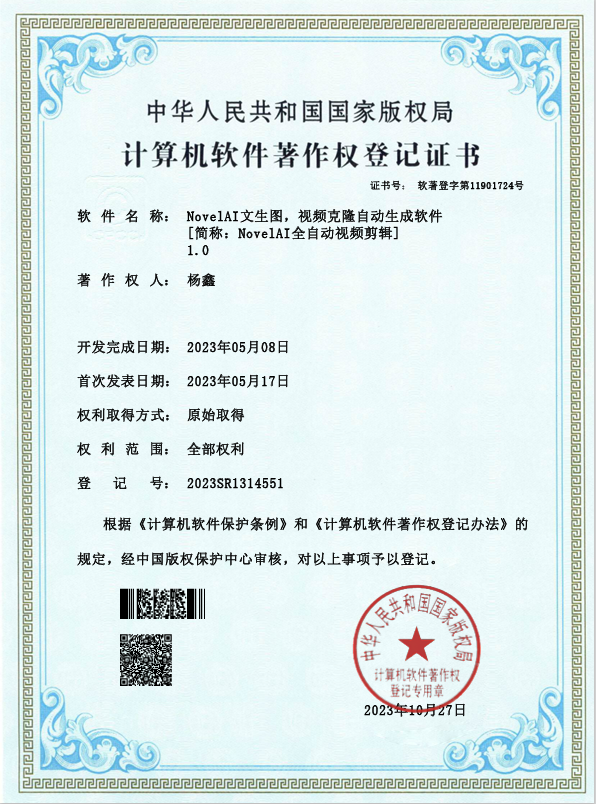 中华人民共和国国家版权局
计算机软件著作权登记证书
证书号： 软著登字第11901724号
软件名称： NovelAI文生图，视频克隆自动生成软件
[简称：NovelAI全自动视频剪辑]
1.0
著作权人： 杨鑫
开发完成日期： 2023年05月08日
首次发表日期： 2023年05月17日
权利取得方式： 原始取得
权利范围： 全部权利
登记号： 2023SR1314551
根据《计算机软件保护条例》和《计算机软件著作权登记办法》的
规定，经中国版权保护中心审核，对以上事项予以登记。
中华人民共和国国家版权局
计算机软件著作权
登记专用章
2023年10月27日